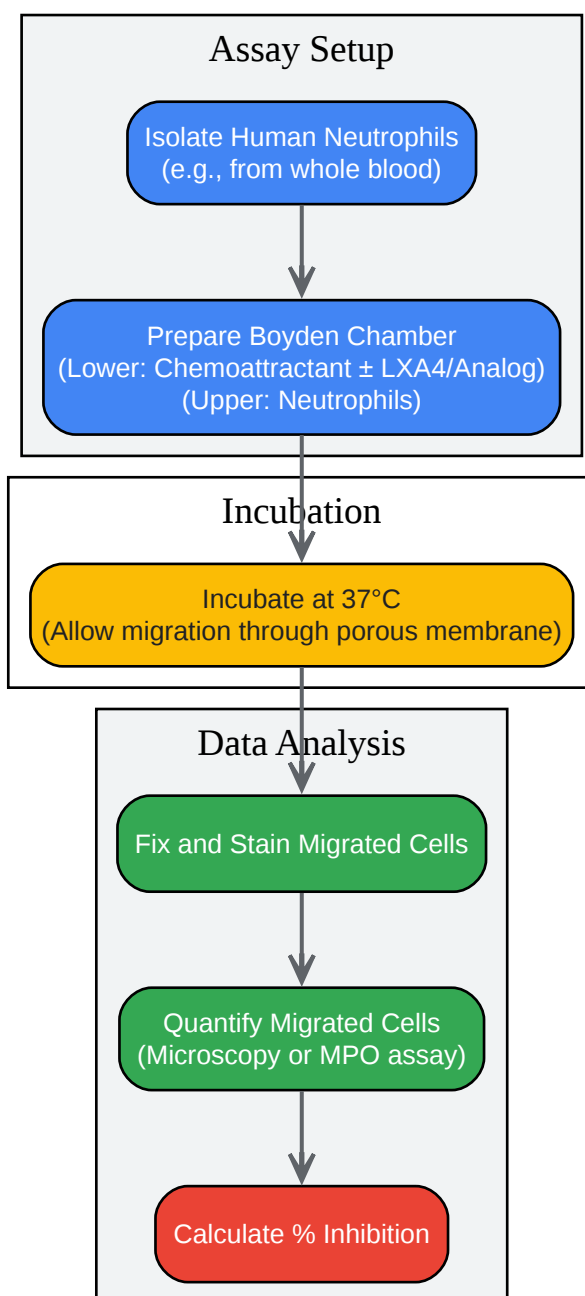 Assay Setup
Isolate Human Neutrophils
(e.g., from whole blood)
Prepare Boyden Chamber
(Lower: Chemoattractant ± LXA4/Analog)
(Upper: Neutrophils)
Incubation
Incubate at 37°C
(Allow migration through porous membrane)
Data Analysis
Fix and Stain Migrated Cells
Quantify Migrated Cells
(Microscopy or MPO assay)
Calculate % Inhibition